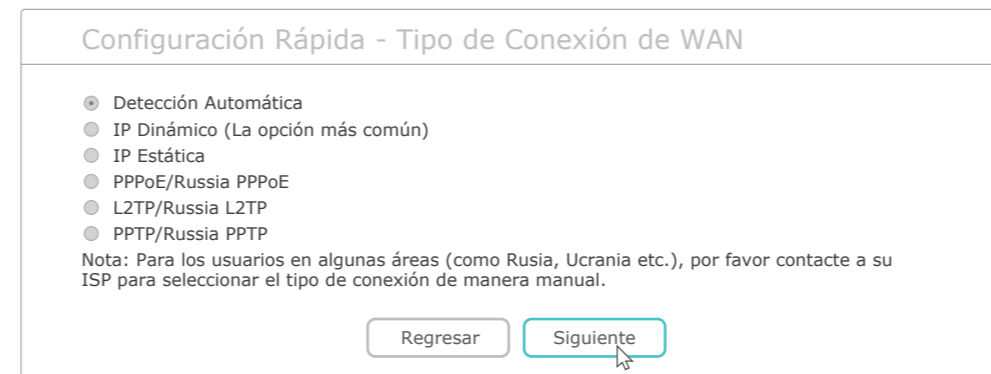 Configuración Rápida - Tipo de Conexión de WAN
Detección Automática
IP Dinámico (La opción más común)
IP Estática
PPPoE/Russia PPPoE
L2TP/Russia L2TP
PPTP/Russia PPTP
Nota: Para los usuarios en algunas áreas (como Rusia, Ucrania etc.), por favor contacte a su
ISP para seleccionar el tipo de conexión de manera manual.
Regresar
Siguiente